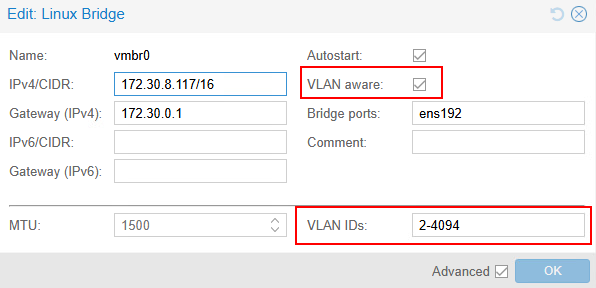 Edit: Linux Bridge
Name: vmbr0 Autostart:
IPv4/CIDR: 172.30.8.117/16 VLAN aware:
Gateway (IPv4): 172.30.0.1 Bridge ports: ens192
IPv6/CIDR: Comment:
Gateway (IPv6):
MTU: 1500 VLAN IDs: 2-4094
Advanced OK